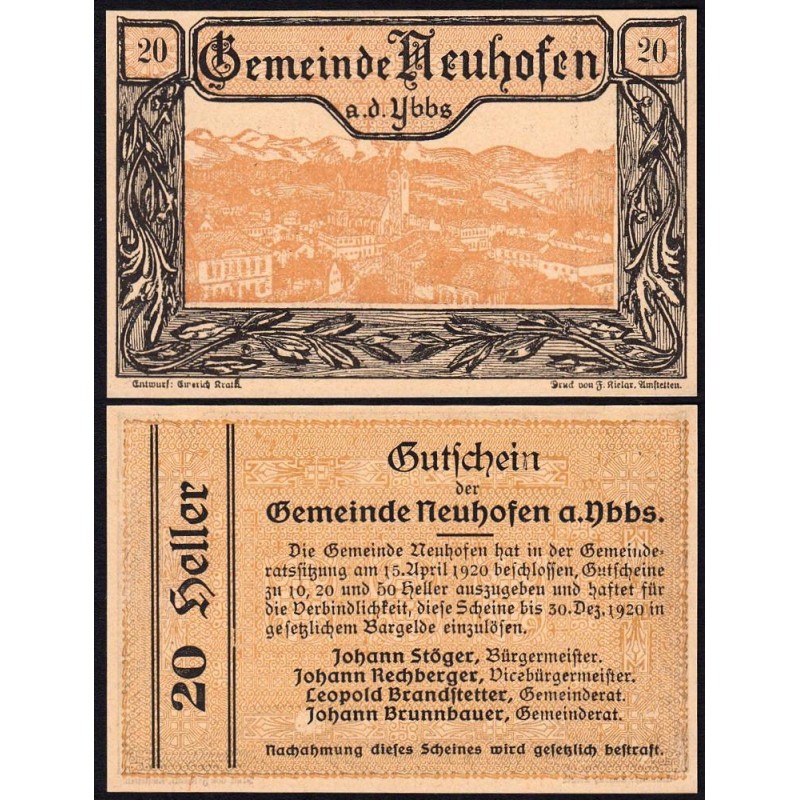 20
Gemeinde Neuhofen
20
a.d. Ybbs
Entwurf: Emerich Kratk.
Druck von F. Kielar, Amstetten.
20 Heller
Gutſchein
der
Gemeinde Neuhofen a. Ybbs.
Die Gemeinde Neuhofen hat in der Gemeinde-
ratsſitzung am 15. April 1920 beſchloſſen, Gutſcheine
zu 10, 20 und 50 Heller auszugeben und haftet für
die Verbindlichkeit, dieſe Scheine bis 30. Dez. 1920 in
geſetzlichem Bargelde einzulöſen.
Johann Stöger, Bürgermeiſter.
Johann Rechberger, Vicebürgermeiſter.
Leopold Brandſtetter, Gemeinderat.
Johann Brunnbauer, Gemeinderat.
Nachahmung dieſes Scheines wird geſetzlich beſtraft.